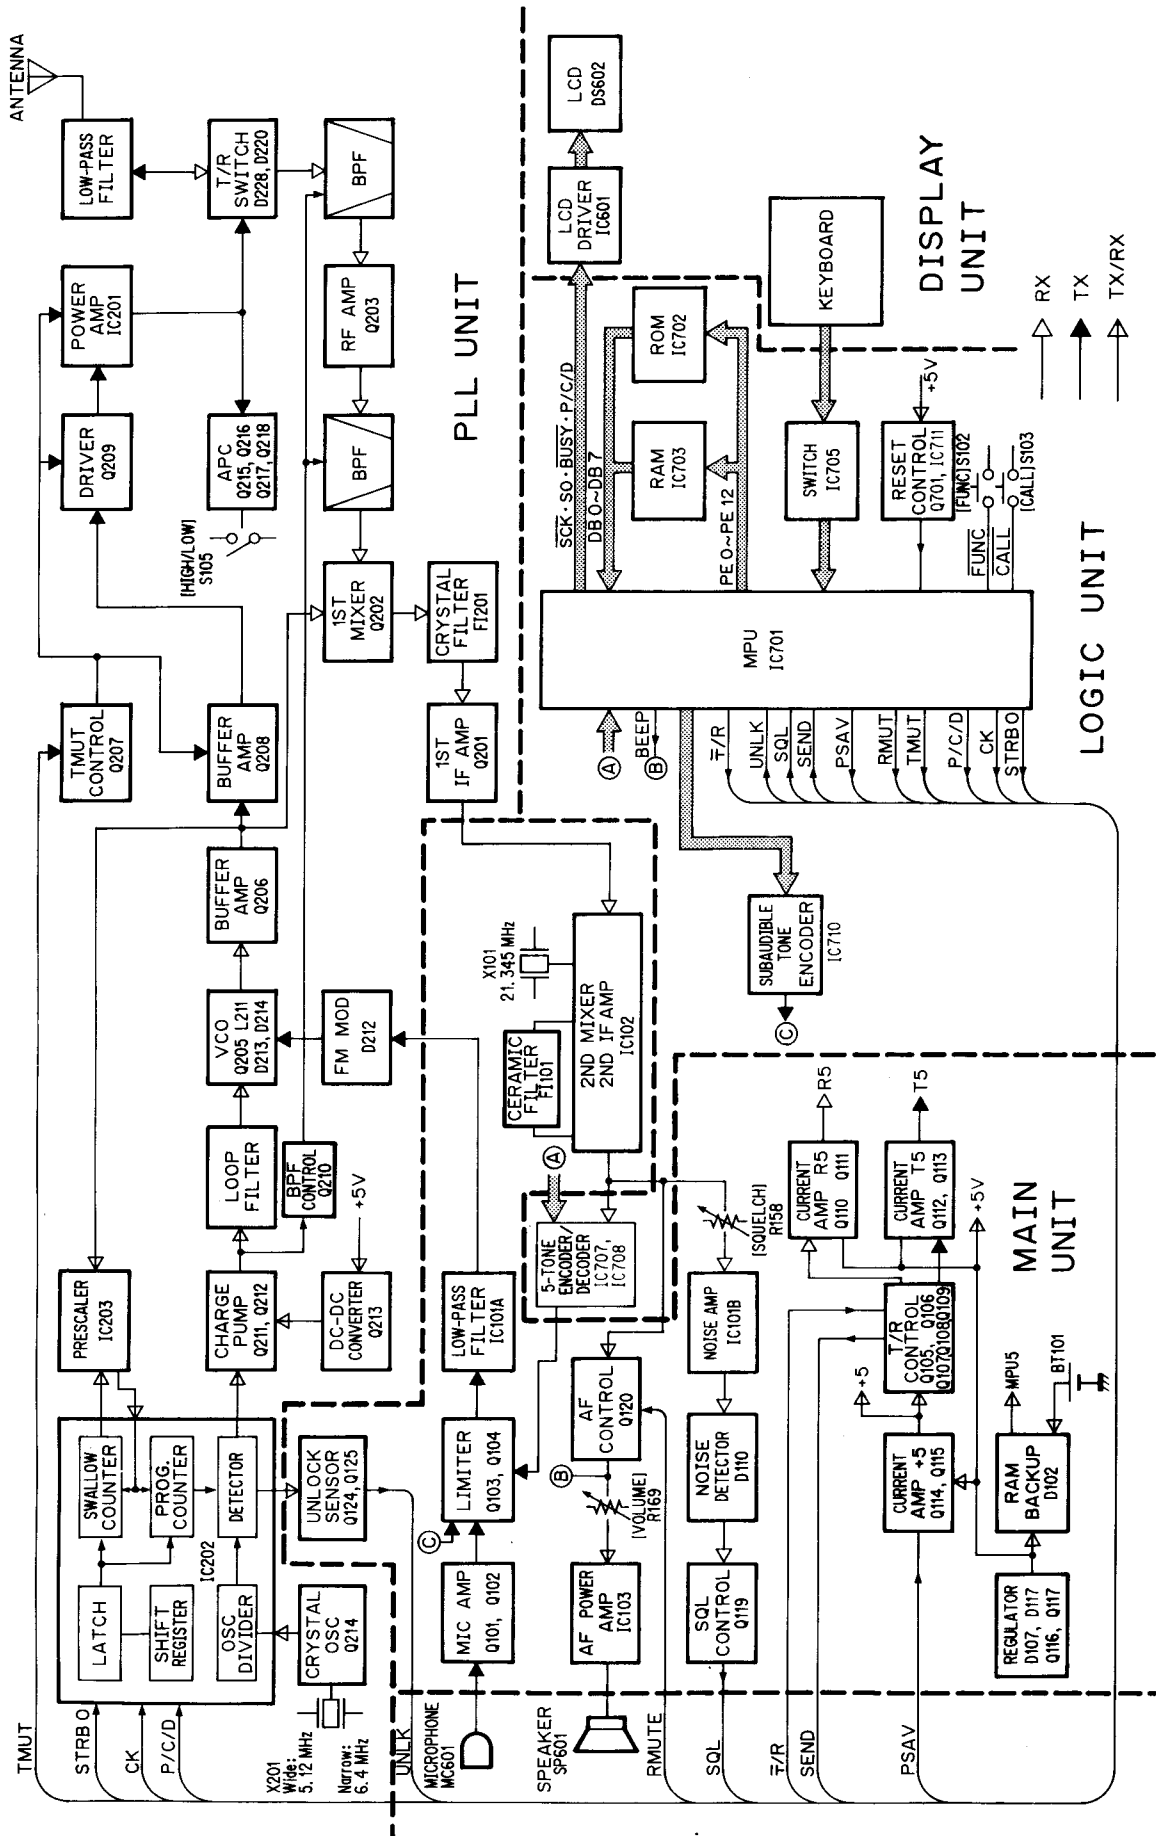 ANTENNA
LOW-PASS
FILTER
T/R
SWITCH
D228, D220
BPF
POWER
AMP
IC201
RF AMP
Q203
DRIVER
Q209
APC
Q215, Q216
Q217, Q218
BPF
[HIGH/LOW]
S105
1ST
MIXER
Q202
CRYSTAL
FILTER
FI201
TMUT
CONTROL
Q207
BUFFER
AMP
Q208
1ST
IF AMP
Q201
BUFFER
AMP
Q206
VCO
Q205 L211
D213, D214
FM MOD
D212
LOOP
FILTER
BPF
CONTROL
Q210
+5V
PRESCALER
IC203
CHARGE
PUMP
Q211, Q212
DC-DC
CONVERTER
Q213
SWALLOW
COUNTER
PROG.
COUNTER
DETECTOR
IC202
LATCH
SHIFT
REGISTER
OSC
DIVIDER
CRYSTAL
OSC
Q214
UNLOCK
SENSOR
Q124, Q125
TMUT
STRBO
CK
P/C/D
X201
Wide:
5.12 MHz
Narrow:
6.4 MHz
UNLK
PLL UNIT
LCD
DS602
LCD
DRIVER
IC601
KEYBOARD
DISPLAY
UNIT
SCK·SO·BUSY·P/C/D
DB0~DB7
ROM
IC702
RAM
IC703
PE0~PE12
SWITCH
IC705
RESET
CONTROL
Q701, IC711
+5V
[FUNC]S102
[CALL]S103
FUNC
CALL
RX
TX
TX/RX
MPU
IC701
LOGIC UNIT
A
BEEP
B
T/R
UNLK
SQL
SEND
PSAV
RMUT
TMUT
P/C/D
CK
STRBO
SUBAUDIBLE
TONE
ENCODER
IC710
C
X101
21.345 MHz
CERAMIC
FILTER
FI101
2ND MIXER
2ND IF AMP
IC102
A
5-TONE
ENCODER/
DECODER
IC707,
IC708
LOW-PASS
FILTER
IC101A
LIMITER
Q103, Q104
C
MIC AMP
Q101, Q102
MICROPHONE
MC601
AF
CONTROL
Q120
B
[VOLUME]
R169
AF POWER
AMP
IC103
SPEAKER
SP601
RMUTE
[SQUELCH]
R158
NOISE AMP
IC101B
NOISE
DETECTOR
D110
SQL
CONTROL
Q119
SQL
T/R
SEND
PSAV
R5
T5
CURRENT
AMP R5
Q110 Q111
CURRENT
AMP T5
Q112, Q113
+5V
T/R
CONTROL
Q105, Q106
Q107Q108Q109
+5
CURRENT
AMP +5
Q114, Q115
MPU5
BT101
RAM
BACKUP
D102
REGULATOR
D107, D117
Q116, Q117
MAIN
UNIT